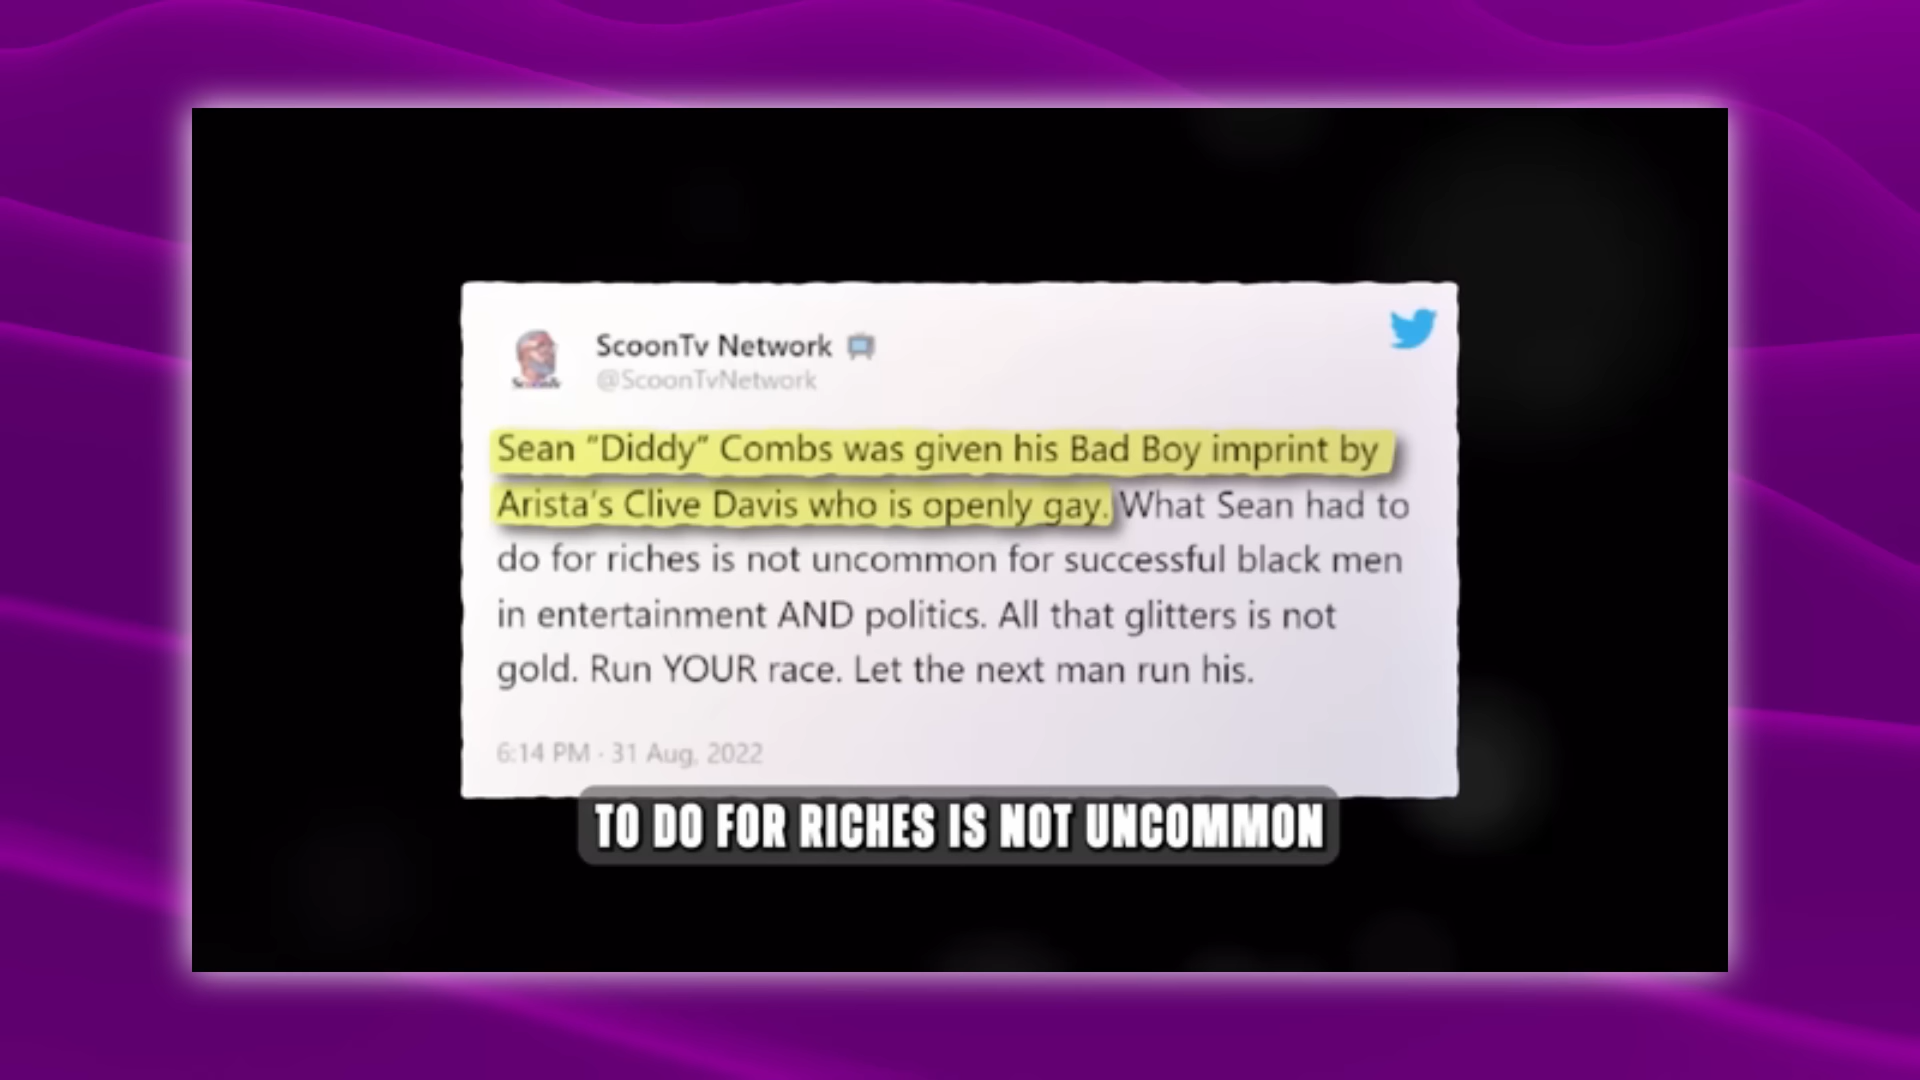 ScoonTv Network
@ScoonTvNetwork
Sean “Diddy” Combs was given his Bad Boy imprint by
Arista’s Clive Davis who is openly gay. What Sean had to
do for riches is not uncommon for successful black men
in entertainment AND politics. All that glitters is not
gold. Run YOUR race. Let the next man run his.
6:14 PM · 31 Aug, 2022
TO DO FOR RICHES IS NOT UNCOMMON